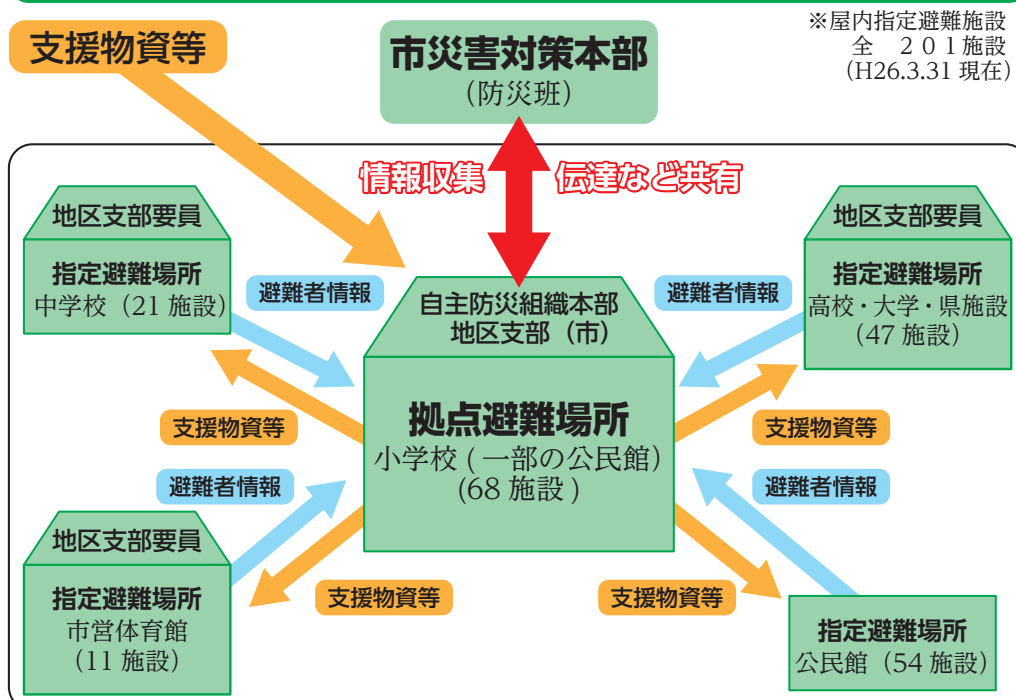 ※屋内指定避難施設
全 201施設
(H26.3.31 現在)
支援物資等
市災害対策本部
(防災班)
情報収集 伝達など共有
地区支部要員
指定避難場所
中学校(21 施設)
避難者情報
自主防災組織本部
地区支部(市)
拠点避難場所
小学校(一部の公民館)
(68 施設)
避難者情報
地区支部要員
指定避難場所
高校・大学・県施設
(47 施設)
支援物資等
支援物資等
避難者情報
避難者情報
地区支部要員
指定避難場所
市営体育館
(11 施設)
支援物資等
支援物資等
指定避難場所
公民館(54 施設)